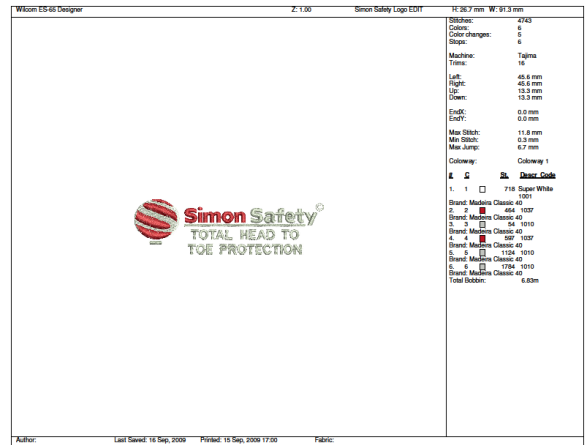 Wilcom ES-65 Designer Z: 1.00 Simon Safety Logo EDIT H: 26.7 mm W: 91.3 mm
Stitches: 4743
Colors: 6
Color changes: 5
Stops: 6
Machine: Tajima
Trims: 16
Left: 45.6 mm
Right: 45.6 mm
Up: 13.3 mm
Down: 13.3 mm
EndX: 0.0 mm
EndY: 0.0 mm
Max Stitch: 11.8 mm
Min Stitch: 0.3 mm
Max Jump: 6.7 mm
Colorway: Colorway 1
# C St. Descr Code
1. 1 718 Super White
1001
Brand: Madeira Classic 40
2. 2 464 1037
Brand: Madeira Classic 40
3. 3 54 1010
Brand: Madeira Classic 40
4. 4 597 1037
Brand: Madeira Classic 40
5. 5 1124 1010
Brand: Madeira Classic 40
6. 6 1784 1010
Brand: Madeira Classic 40
Total Bobbin: 6.83m
Simon Safety®
TOTAL HEAD TO
TOE PROTECTION
Author: Last Saved: 16 Sep, 2009 Printed: 15 Sep, 2009 17:00 Fabric: